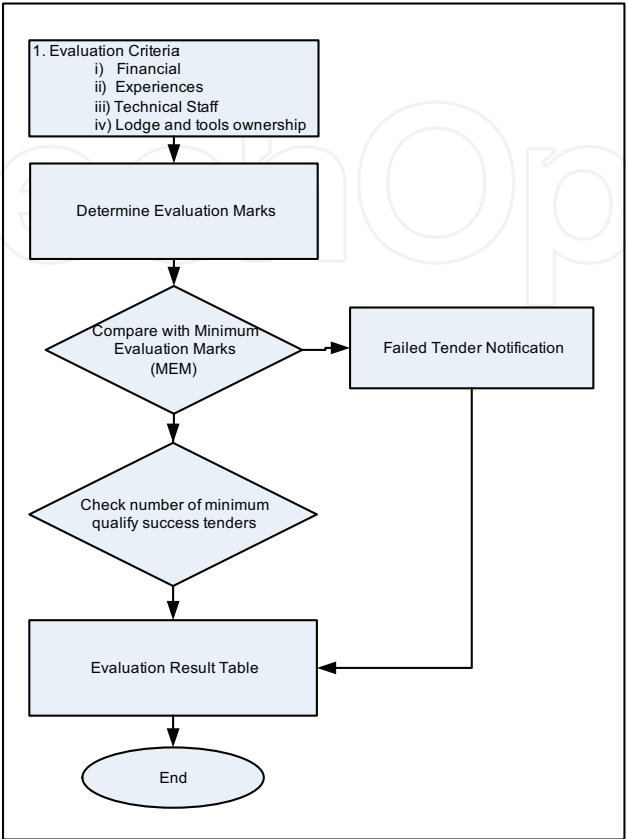 1. Evaluation Criteria
i) Financial
ii) Experiences
iii) Technical Staff
iv) Lodge and tools ownership
Determine Evaluation Marks
Compare with Minimum
Evaluation Marks
(MEM)
Failed Tender Notification
Check number of minimum
qualify success tenders
Evaluation Result Table
End